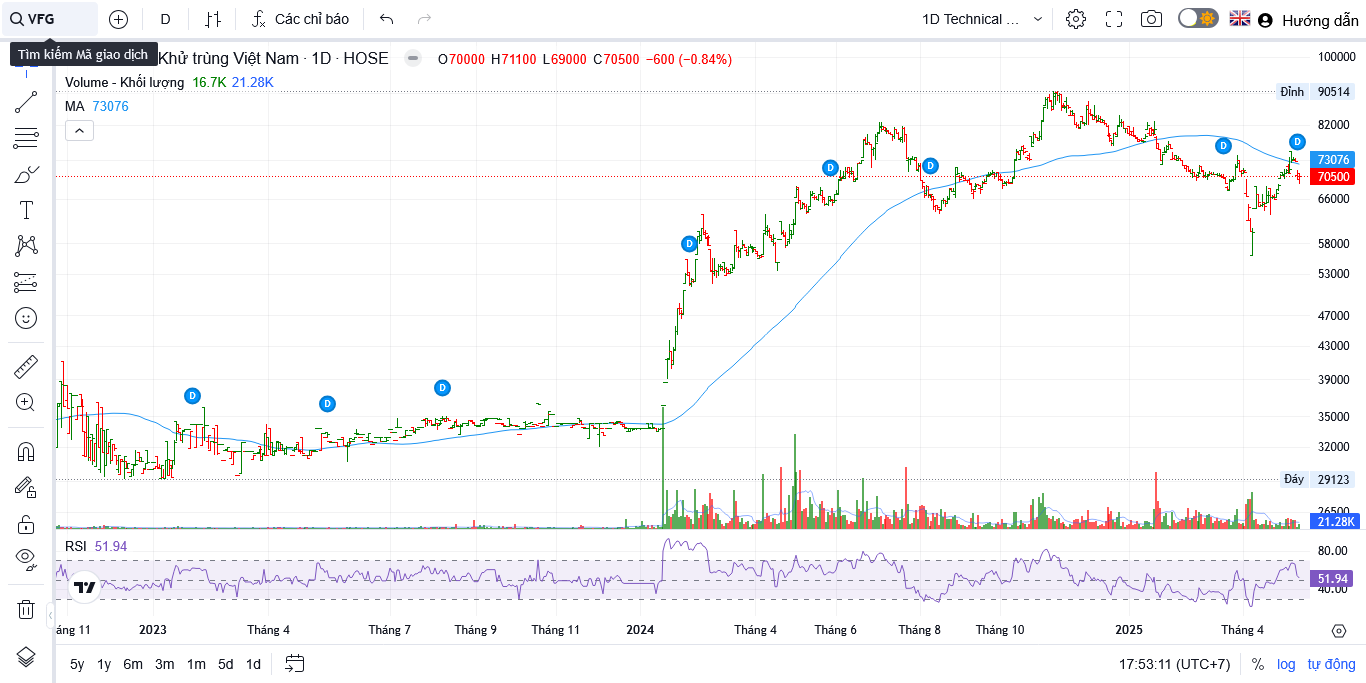 VFG
D
Các chỉ báo
1D Technical ...
Hướng dẫn
Tìm kiếm Mã giao dịch
Khử trùng Việt Nam · 1D · HOSE
O70000 H71100 L69000 C70500 −600 (−0.84%)
Volume - Khối lượng 16.7K 21.28K
MA 73076
100000
Đỉnh 90514
82000
73076
70500
66000
58000
53000
47000
43000
39000
35000
32000
Đáy 29123
26500
21.28K
D
D
D
D
D
D
D
D
RSI 51.94
80.00
51.94
40.00
áng 11
2023
Tháng 4
Tháng 7
Tháng 9
Tháng 11
2024
Tháng 4
Tháng 6
Tháng 8
Tháng 10
2025
Tháng 4
5y 1y 6m 3m 1m 5d 1d
17:53:11 (UTC+7)
% log tự động